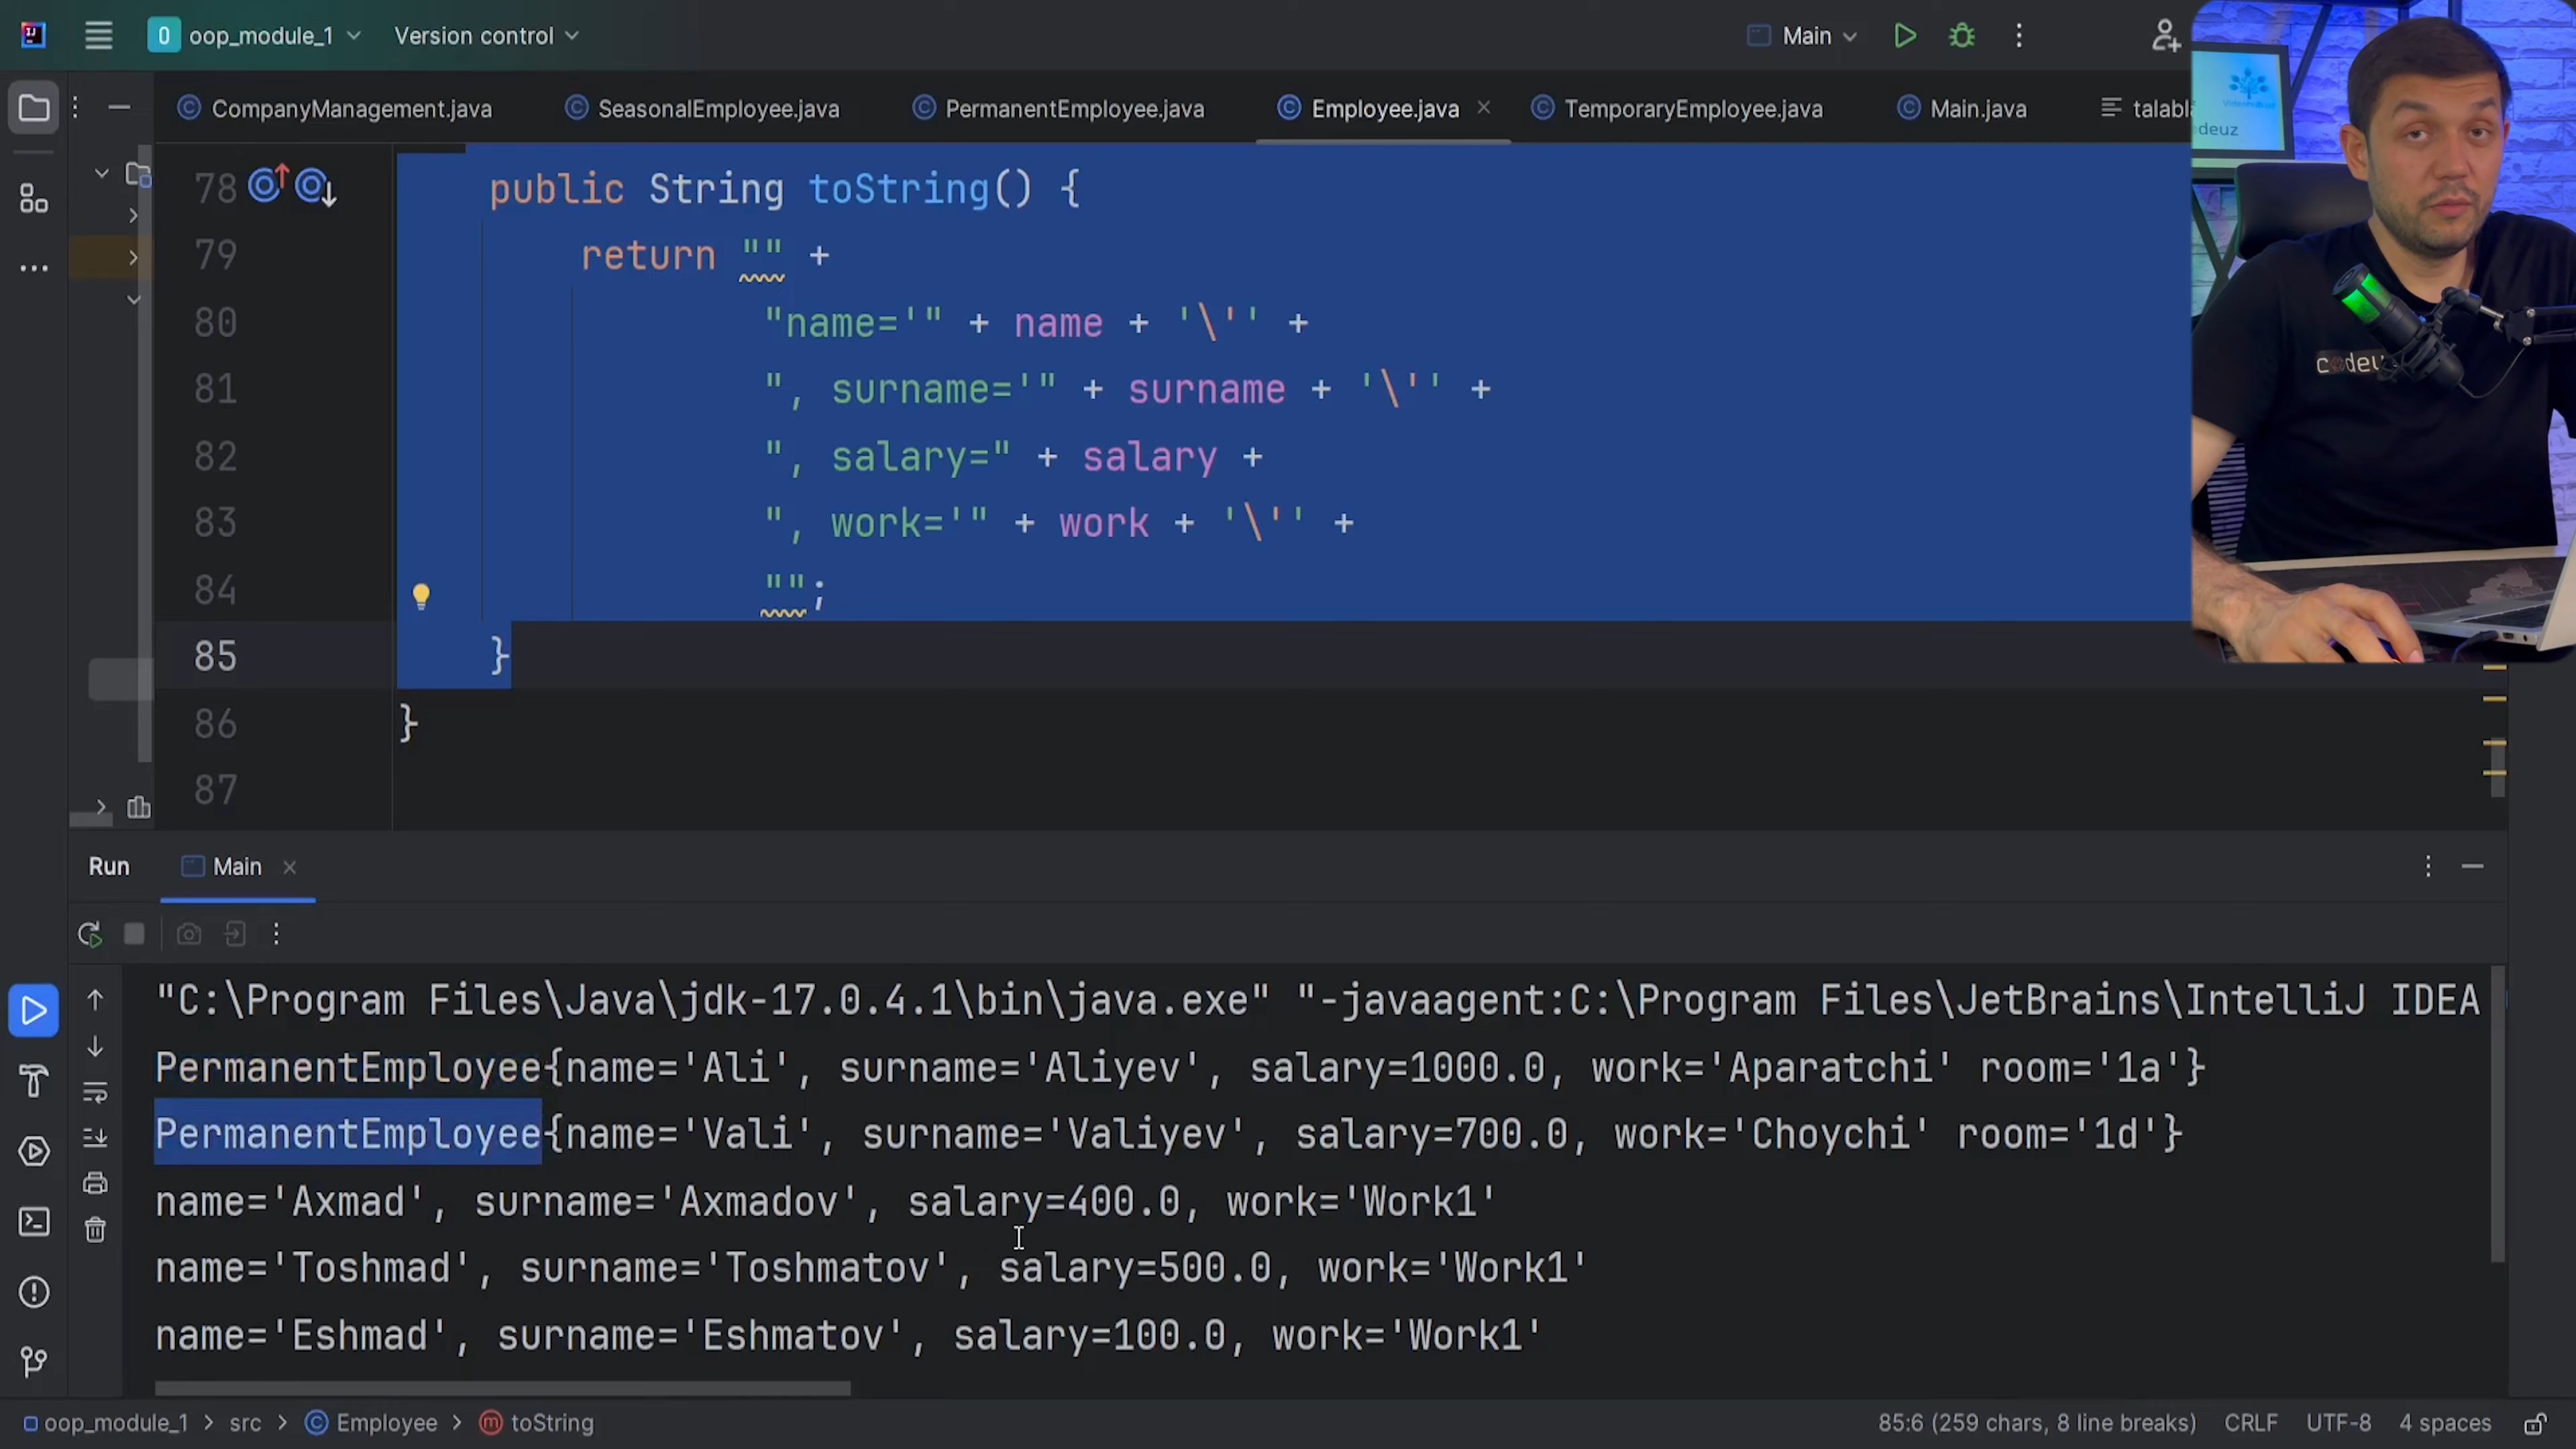 oop_module_1
Version control
Main
CompanyManagement.java
SeasonalEmployee.java
PermanentEmployee.java
Employee.java
TemporaryEmployee.java
Main.java
talabla
78 public String toString() {
79 return "" +
80 "name='" + name + '\'' +
81 ", surname='" + surname + '\'' +
82 ", salary=" + salary +
83 ", work='" + work + '\'' +
84 "";
85 }
86 }
87
codeuz
Run
Main
"C:\Program Files\Java\jdk-17.0.4.1\bin\java.exe" "-javaagent:C:\Program Files\JetBrains\IntelliJ IDEA
PermanentEmployee{name='Ali', surname='Aliyev', salary=1000.0, work='Aparatchi' room='1a'}
PermanentEmployee{name='Vali', surname='Valiyev', salary=700.0, work='Choychi' room='1d'}
name='Axmad', surname='Axmadov', salary=400.0, work='Work1'
name='Toshmad', surname='Toshmatov', salary=500.0, work='Work1'
name='Eshmad', surname='Eshmatov', salary=100.0, work='Work1'
oop_module_1 > src > Employee > toString
85:6 (259 chars, 8 line breaks) CRLF UTF-8 4 spaces